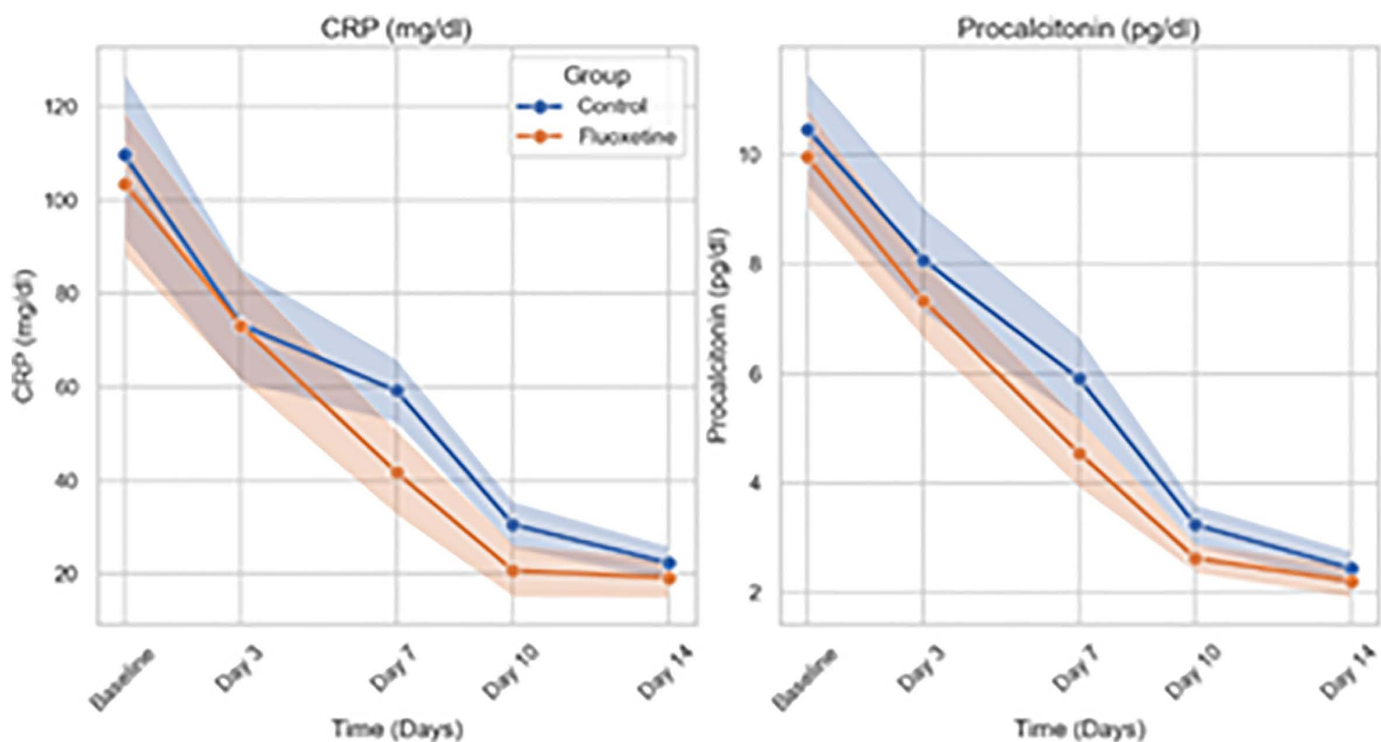 CRP (mg/dl)
Group
Control
Fluoxetine
120
100
80
60
40
20
CRP (mg/dl)
Baseline
Day 3
Day 7
Day 10
Day 14
Time (Days)
Procalcitonin (pg/dl)
10
8
6
4
2
Procalcitonin (pg/dl)
Baseline
Day 3
Day 7
Day 10
Day 14
Time (Days)